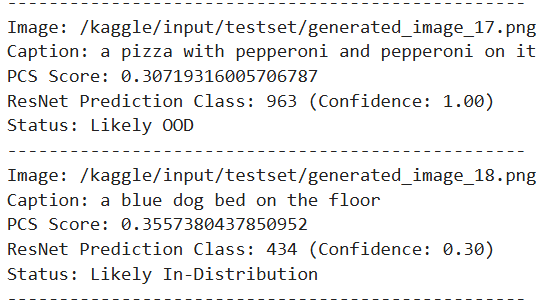 --------------------------------------------------
Image: /kaggle/input/testset/generated_image_17.png
Caption: a pizza with pepperoni and pepperoni on it
PCS Score: 0.30719316005706787
ResNet Prediction Class: 963 (Confidence: 1.00)
Status: Likely OOD
--------------------------------------------------
Image: /kaggle/input/testset/generated_image_18.png
Caption: a blue dog bed on the floor
PCS Score: 0.3557380437850952
ResNet Prediction Class: 434 (Confidence: 0.30)
Status: Likely In-Distribution
--------------------------------------------------